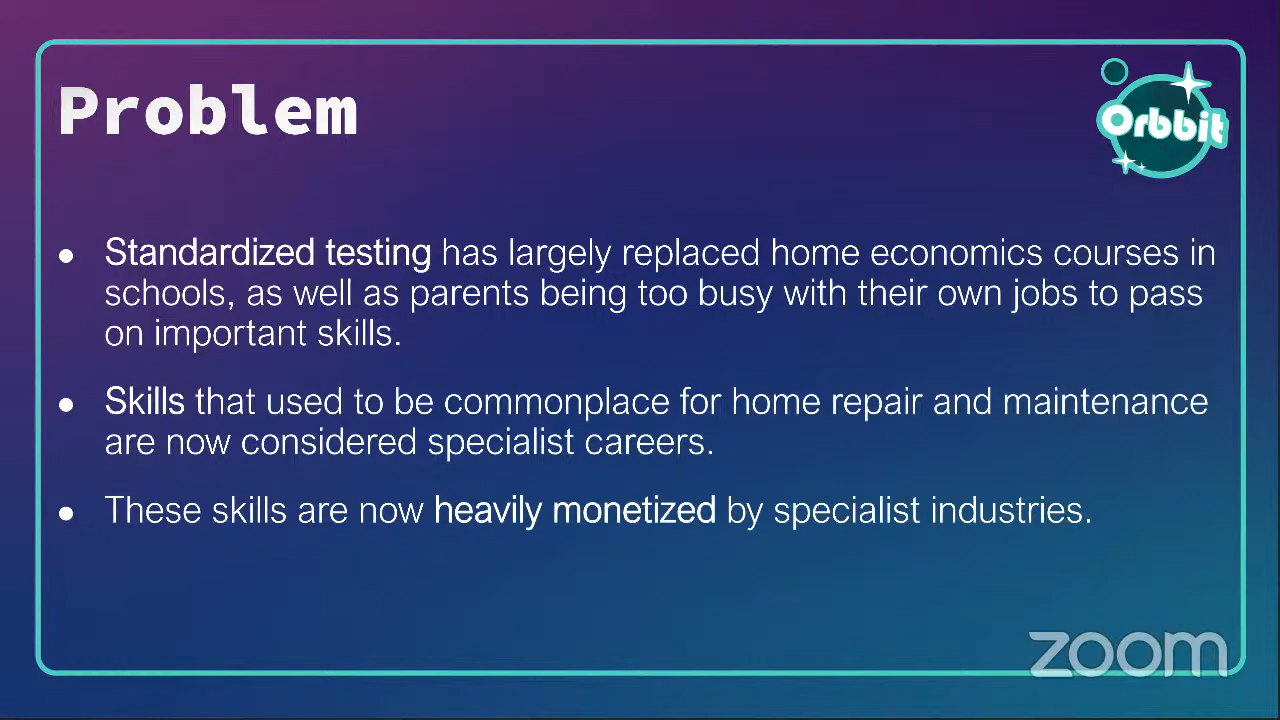 Problem
Orbbit
● Standardized testing has largely replaced home economics courses in
schools, as well as parents being too busy with their own jobs to pass
on important skills.
● Skills that used to be commonplace for home repair and maintenance
are now considered specialist careers.
● These skills are now heavily monetized by specialist industries.
zoom